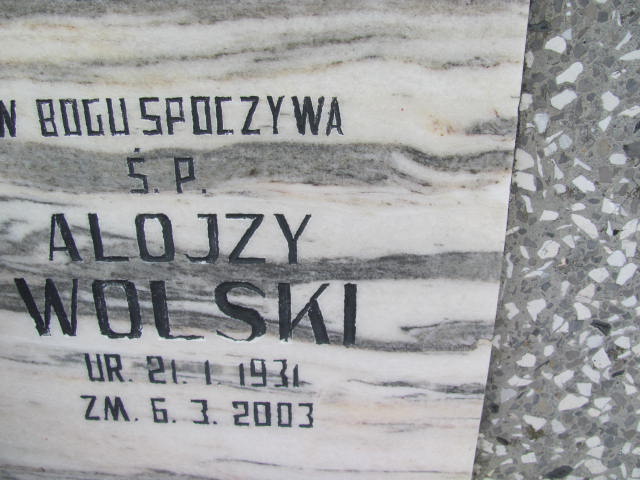 N BOGU SPOCZYWA
Ś. P.
ALOJZY
WOLSKI
UR. 21. 1. 1931
ZM. 6. 3. 2003